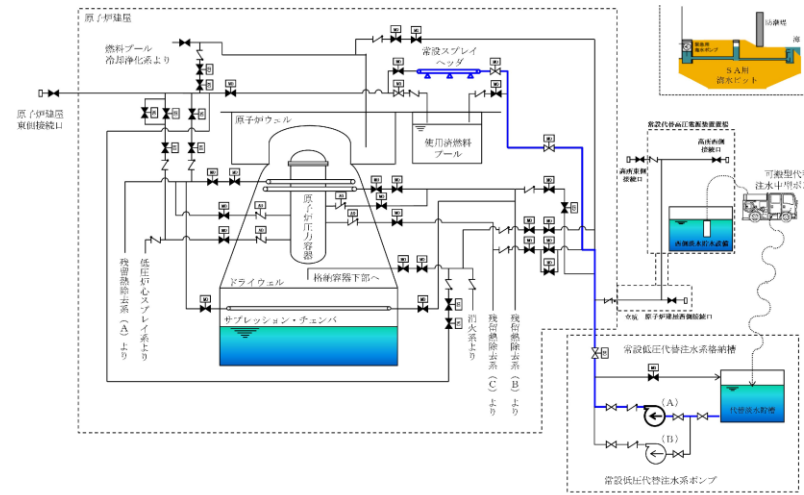 原子炉建屋
燃料プール
冷却浄化系より
常設スプレイ
ヘッダ
原子炉建屋
東側接続口
原子炉ウェル
使用済燃料
プール
原子炉圧力容器
格納容器下部へ
ドライウェル
サプレッション・チェンバ
残留熱除去系(A)より
低圧炉心スプレイ系より
消火系より
残留熱除去系(C)より
残留熱除去系(B)より
防潮堤
SA用
海水ピット
常設代替高圧電源装置置場
高所東側
接続口
高所西側
接続口
可搬型代
注水中型ポン
西側淡水貯水設備
原子炉建屋西側接続口
常設低圧代替注水系格納槽
(A)
(B)
代替淡水貯槽
常設低圧代替注水系ポンプ